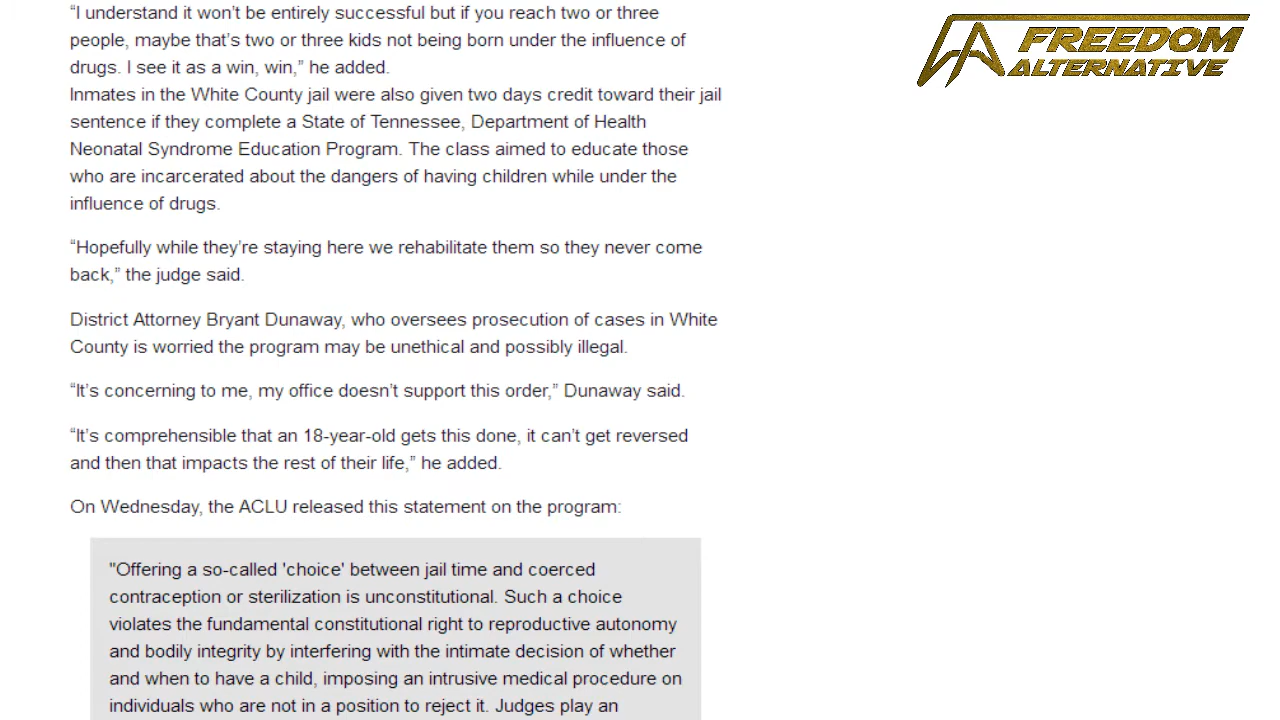 “I understand it won’t be entirely successful but if you reach two or three
people, maybe that’s two or three kids not being born under the influence of
drugs. I see it as a win, win,” he added.
Inmates in the White County jail were also given two days credit toward their jail
sentence if they complete a State of Tennessee, Department of Health
Neonatal Syndrome Education Program. The class aimed to educate those
who are incarcerated about the dangers of having children while under the
influence of drugs.
“Hopefully while they’re staying here we rehabilitate them so they never come
back,” the judge said.
District Attorney Bryant Dunaway, who oversees prosecution of cases in White
County is worried the program may be unethical and possibly illegal.
“It’s concerning to me, my office doesn’t support this order,” Dunaway said.
“It’s comprehensible that an 18-year-old gets this done, it can’t get reversed
and then that impacts the rest of their life,” he added.
On Wednesday, the ACLU released this statement on the program:
"Offering a so-called 'choice' between jail time and coerced
contraception or sterilization is unconstitutional. Such a choice
violates the fundamental constitutional right to reproductive autonomy
and bodily integrity by interfering with the intimate decision of whether
and when to have a child, imposing an intrusive medical procedure on
individuals who are not in a position to reject it. Judges play an
FA FREEDOM
ALTERNATIVE